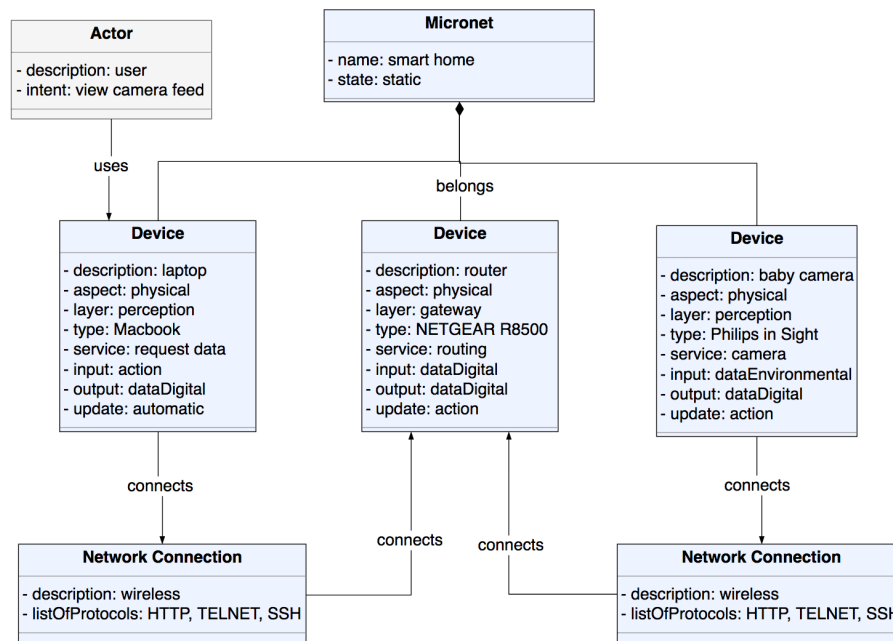 Actor
- description: user
- intent: view camera feed
Micronet
- name: smart home
- state: static
uses
belongs
Device
- description: laptop
- aspect: physical
- layer: perception
- type: Macbook
- service: request data
- input: action
- output: dataDigital
- update: automatic
Device
- description: router
- aspect: physical
- layer: gateway
- type: NETGEAR R8500
- service: routing
- input: dataDigital
- output: dataDigital
- update: action
Device
- description: baby camera
- aspect: physical
- layer: perception
- type: Philips in Sight
- service: camera
- input: dataEnvironmental
- output: dataDigital
- update: action
connects
connects
connects
connects
Network Connection
- description: wireless
- listOfProtocols: HTTP, TELNET, SSH
Network Connection
- description: wireless
- listOfProtocols: HTTP, TELNET, SSH